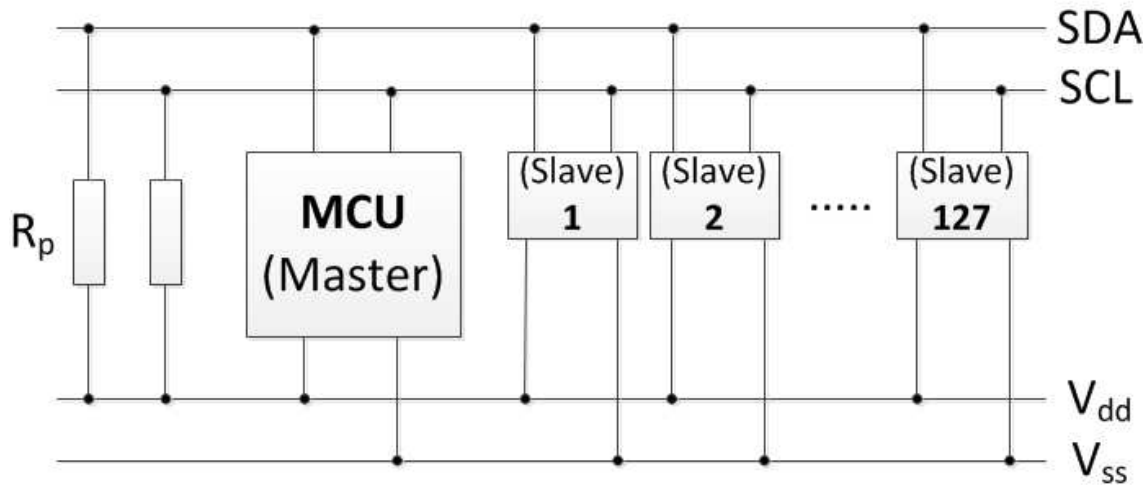 SDA
SCL
(Slave)
1
(Slave)
2
.....
(Slave)
127
MCU
(Master)
Rp
Vdd
Vss